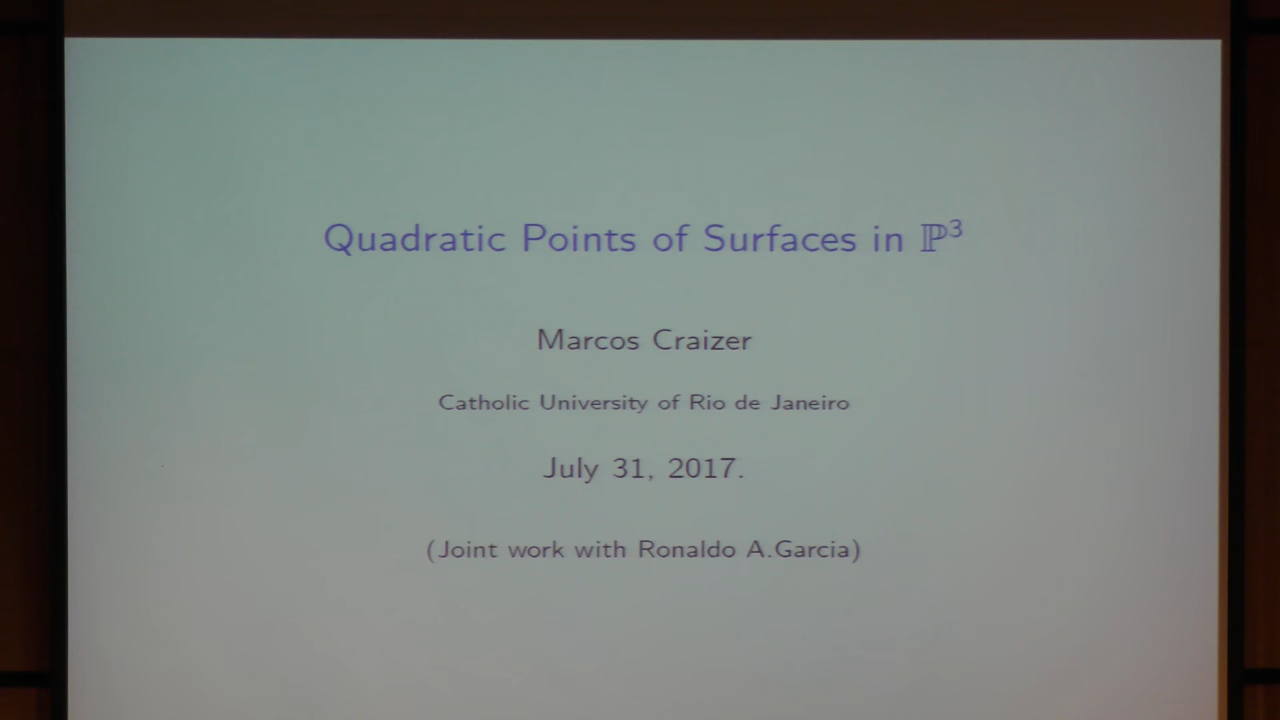 Quadratic Points of Surfaces in ℙ³
Marcos Craizer
Catholic University of Rio de Janeiro
July 31, 2017.
(Joint work with Ronaldo A.Garcia)